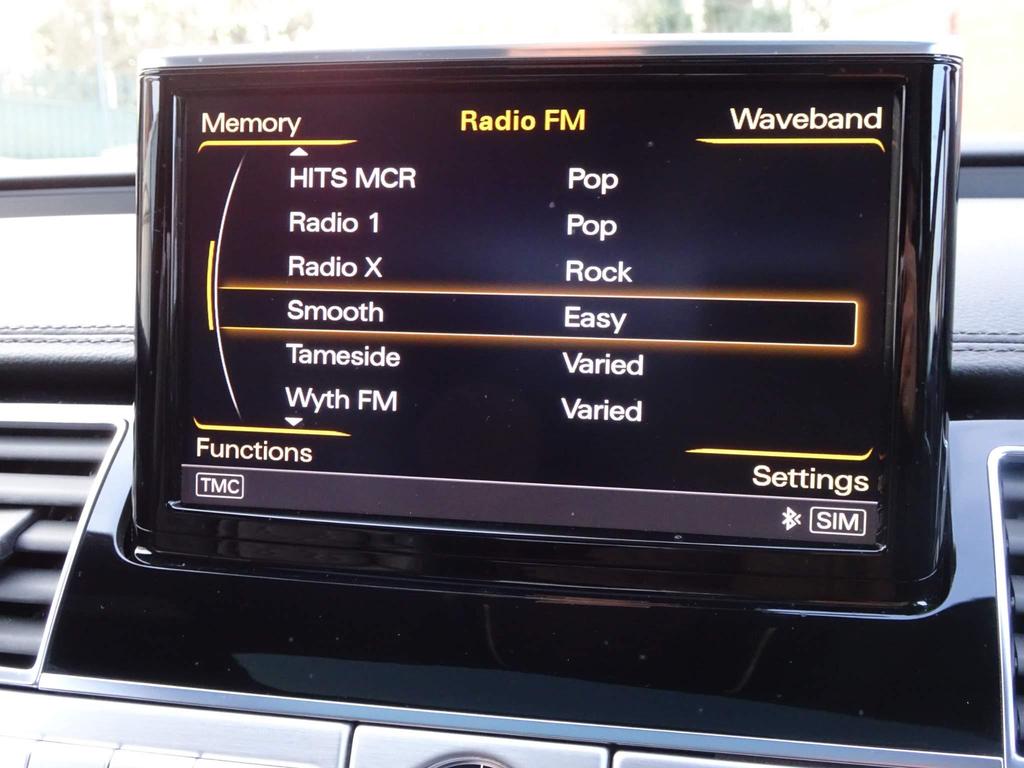 Memory Radio FM Waveband
HITS MCR Pop
Radio 1 Pop
Radio X Rock
Smooth Easy
Tameside Varied
Wyth FM Varied
Functions Settings
TMC SIM